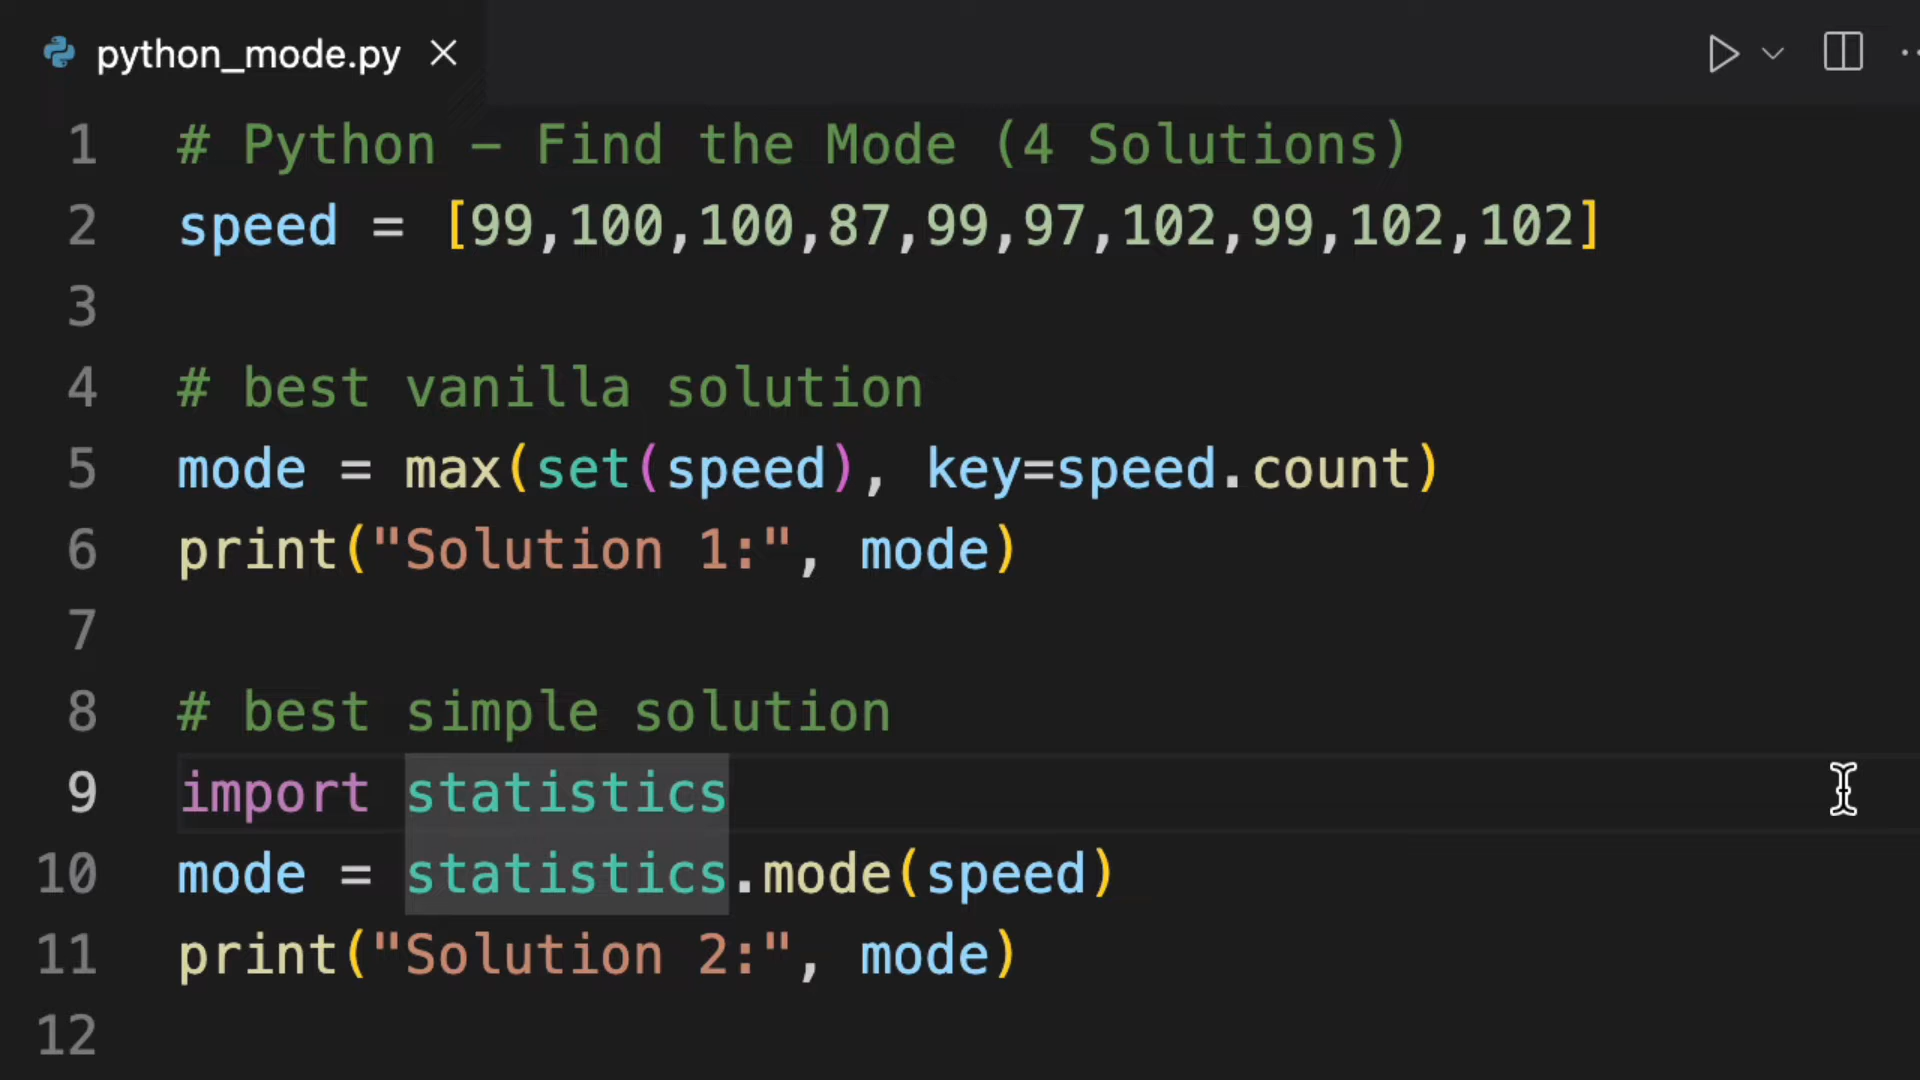 python_mode.py
1 # Python - Find the Mode (4 Solutions)
2 speed = [99,100,100,87,99,97,102,99,102,102]
3
4 # best vanilla solution
5 mode = max(set(speed), key=speed.count)
6 print("Solution 1:", mode)
7
8 # best simple solution
9 import statistics
10 mode = statistics.mode(speed)
11 print("Solution 2:", mode)
12